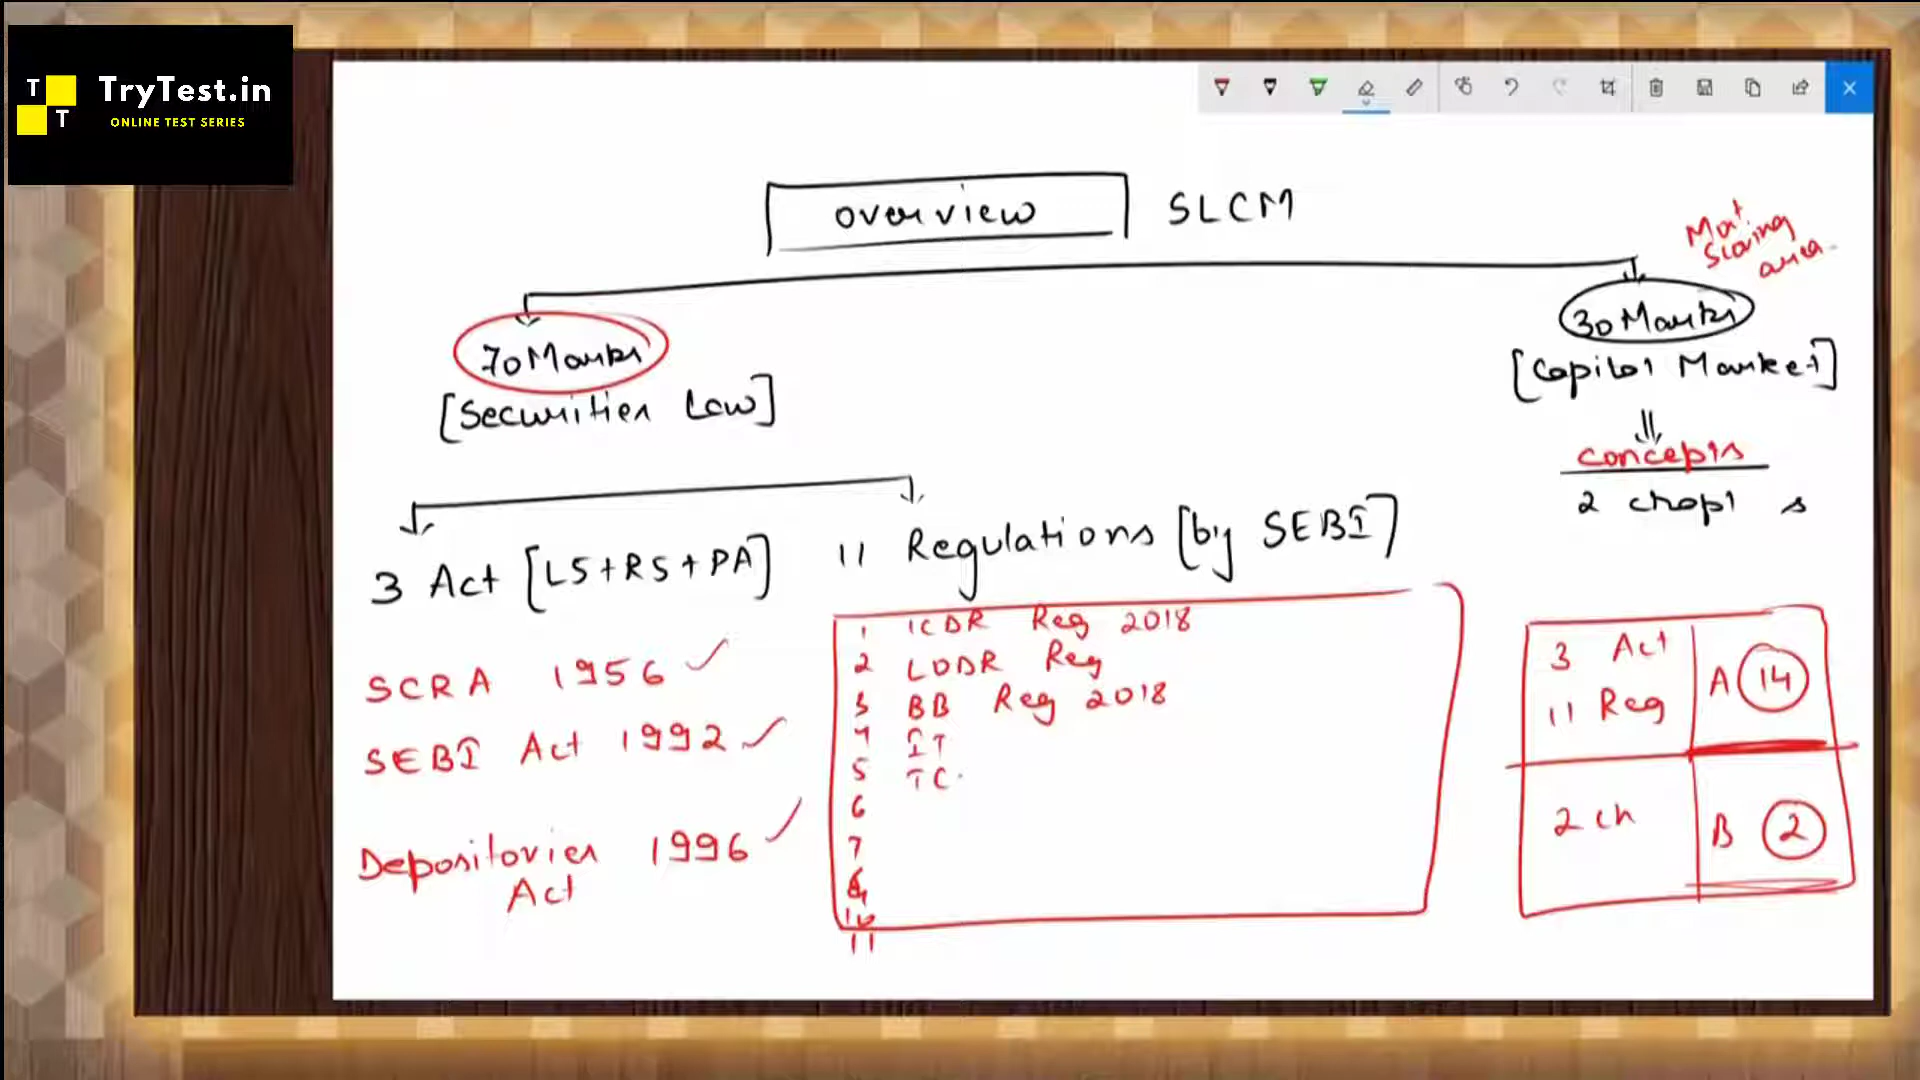 T
T
TryTest.in
ONLINE TEST SERIES
Overview
SLCM
Most
Scoring
area
70 Marks
[Securities Law]
30 Marks
[Capital Market]
concepts
2 chapt s
3 Act [LS+RS+PA]
11 Regulations [by SEBI]
SCRA 1956
SEBI Act 1992
Depositories 1996
Act
1 ICDR Reg 2018
2 LODR Reg
3 BB Reg 2018
4 IT
5 TC
6
7
8
9
10
11
3 Act
11 Reg
A 14
2 ch
B 2